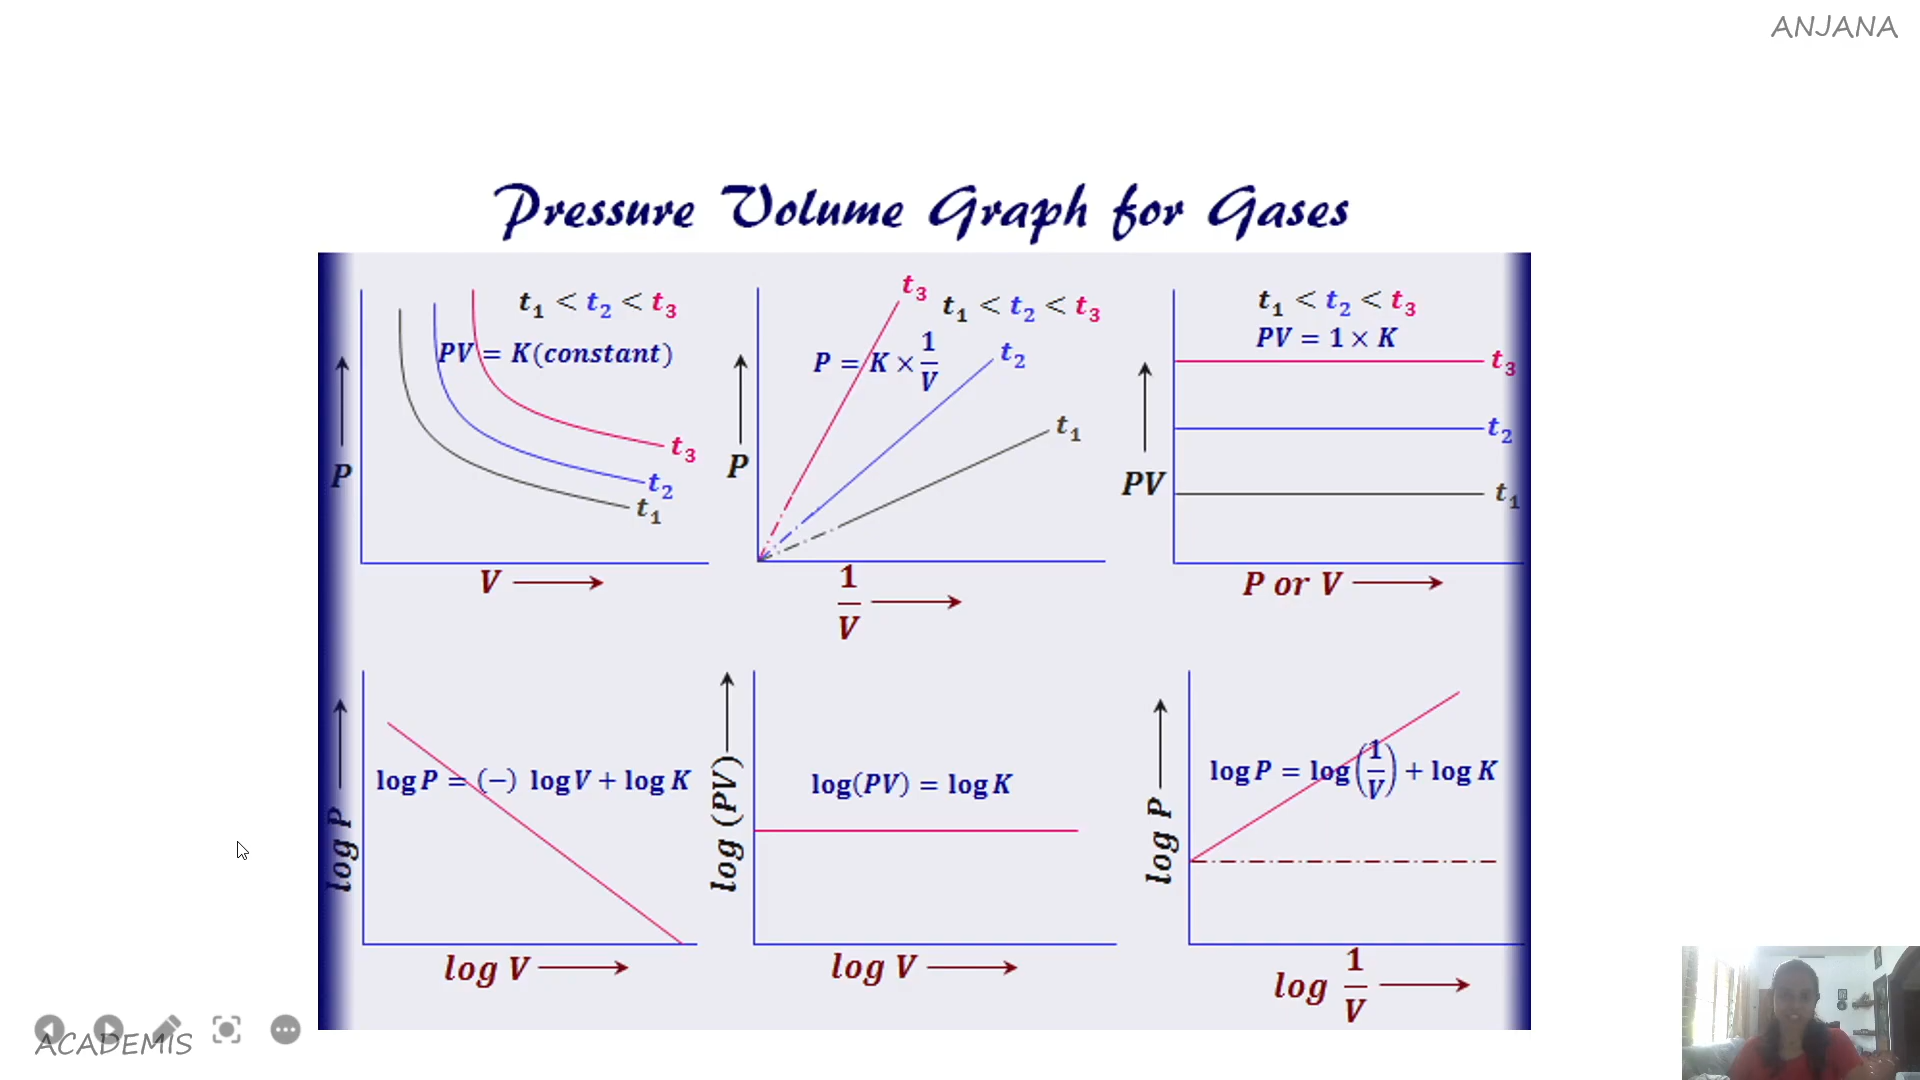 ANJANA
Pressure Volume Graph for Gases
t₁ < t₂ < t₃
PV = K(constant)
P
t₃
t₂
t₁
V
t₃
t₁ < t₂ < t₃
P = K × 1/V
t₂
t₁
P
1/V
t₁ < t₂ < t₃
PV = 1 × K
t₃
t₂
t₁
PV
P or V
log P
log P = (−) log V + log K
log V
log (PV)
log(PV) = log K
log V
log P
log P = log(1/V) + log K
log 1/V
ACADEMIS